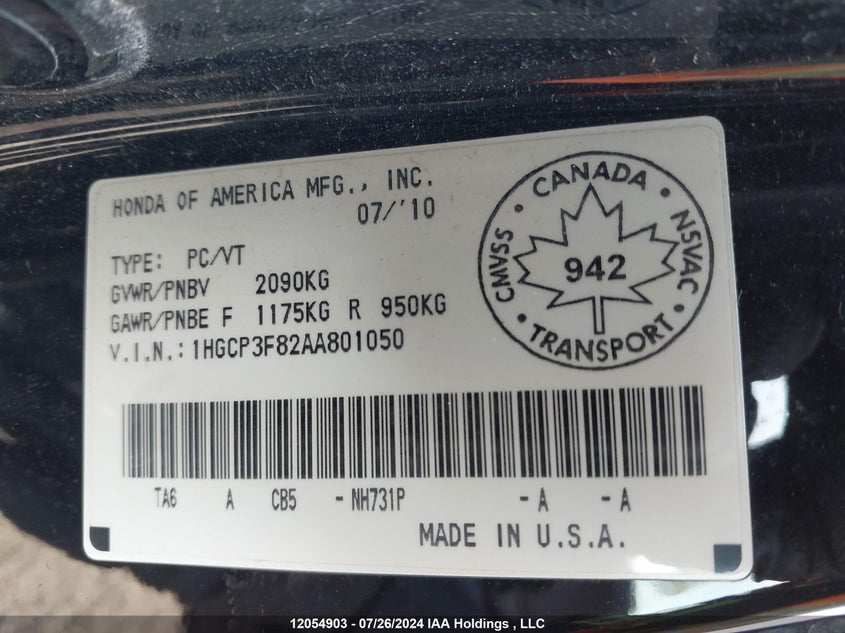 HONDA OF AMERICA MFG., INC.
07/'10
TYPE: PC/VT
GVWR/PNBV 2090KG
GAWR/PNBE F 1175KG R 950KG
V.I.N.:1HGCP3F82AA801050
CANADA
CMVSS
942
NSVAC
TRANSPORT
TA6 A CB5 -NH731P -A -A
MADE IN U.S.A.
12054903 - 07/26/2024 IAA Holdings , LLC